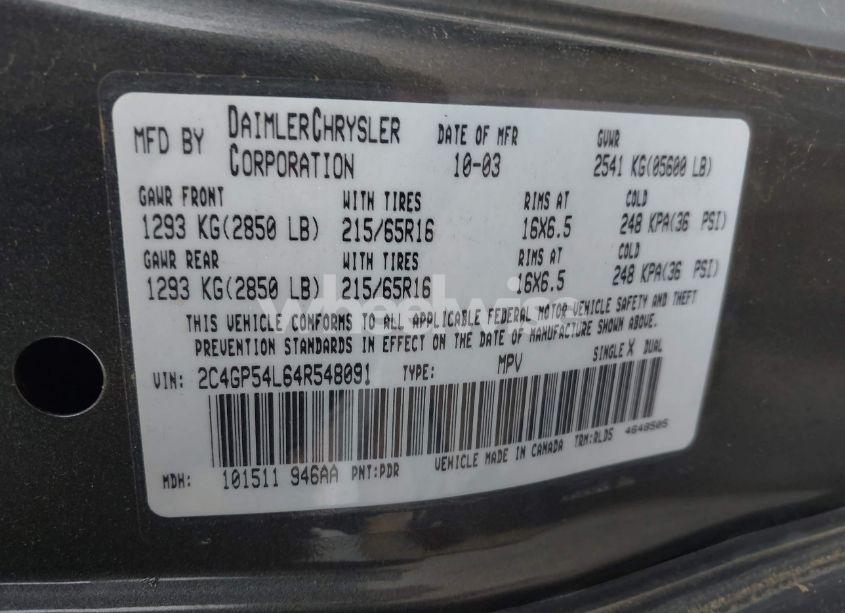 MFD BY DAIMLERCHRYSLER CORPORATION DATE OF MFR 10-03 GVWR 2541 KG(05600 LB)
GAWR FRONT WITH TIRES RIMS AT COLD
1293 KG(2850 LB) 215/65R16 16X6.5 248 KPA(36 PSI)
GAWR REAR WITH TIRES RIMS AT COLD
1293 KG(2850 LB) 215/65R16 16X6.5 248 KPA(36 PSI)
wheelwise
THIS VEHICLE CONFORMS TO ALL APPLICABLE FEDERAL MOTOR VEHICLE SAFETY AND THEFT
PREVENTION STANDARDS IN EFFECT ON THE DATE OF MANUFACTURE SHOWN ABOVE.
VIN: 2C4GP54L64R548091 TYPE: MPV SINGLE X DUAL
MDH: 101511 946AA PNT:PDR VEHICLE MADE IN CANADA TRM:RLD5 4648505